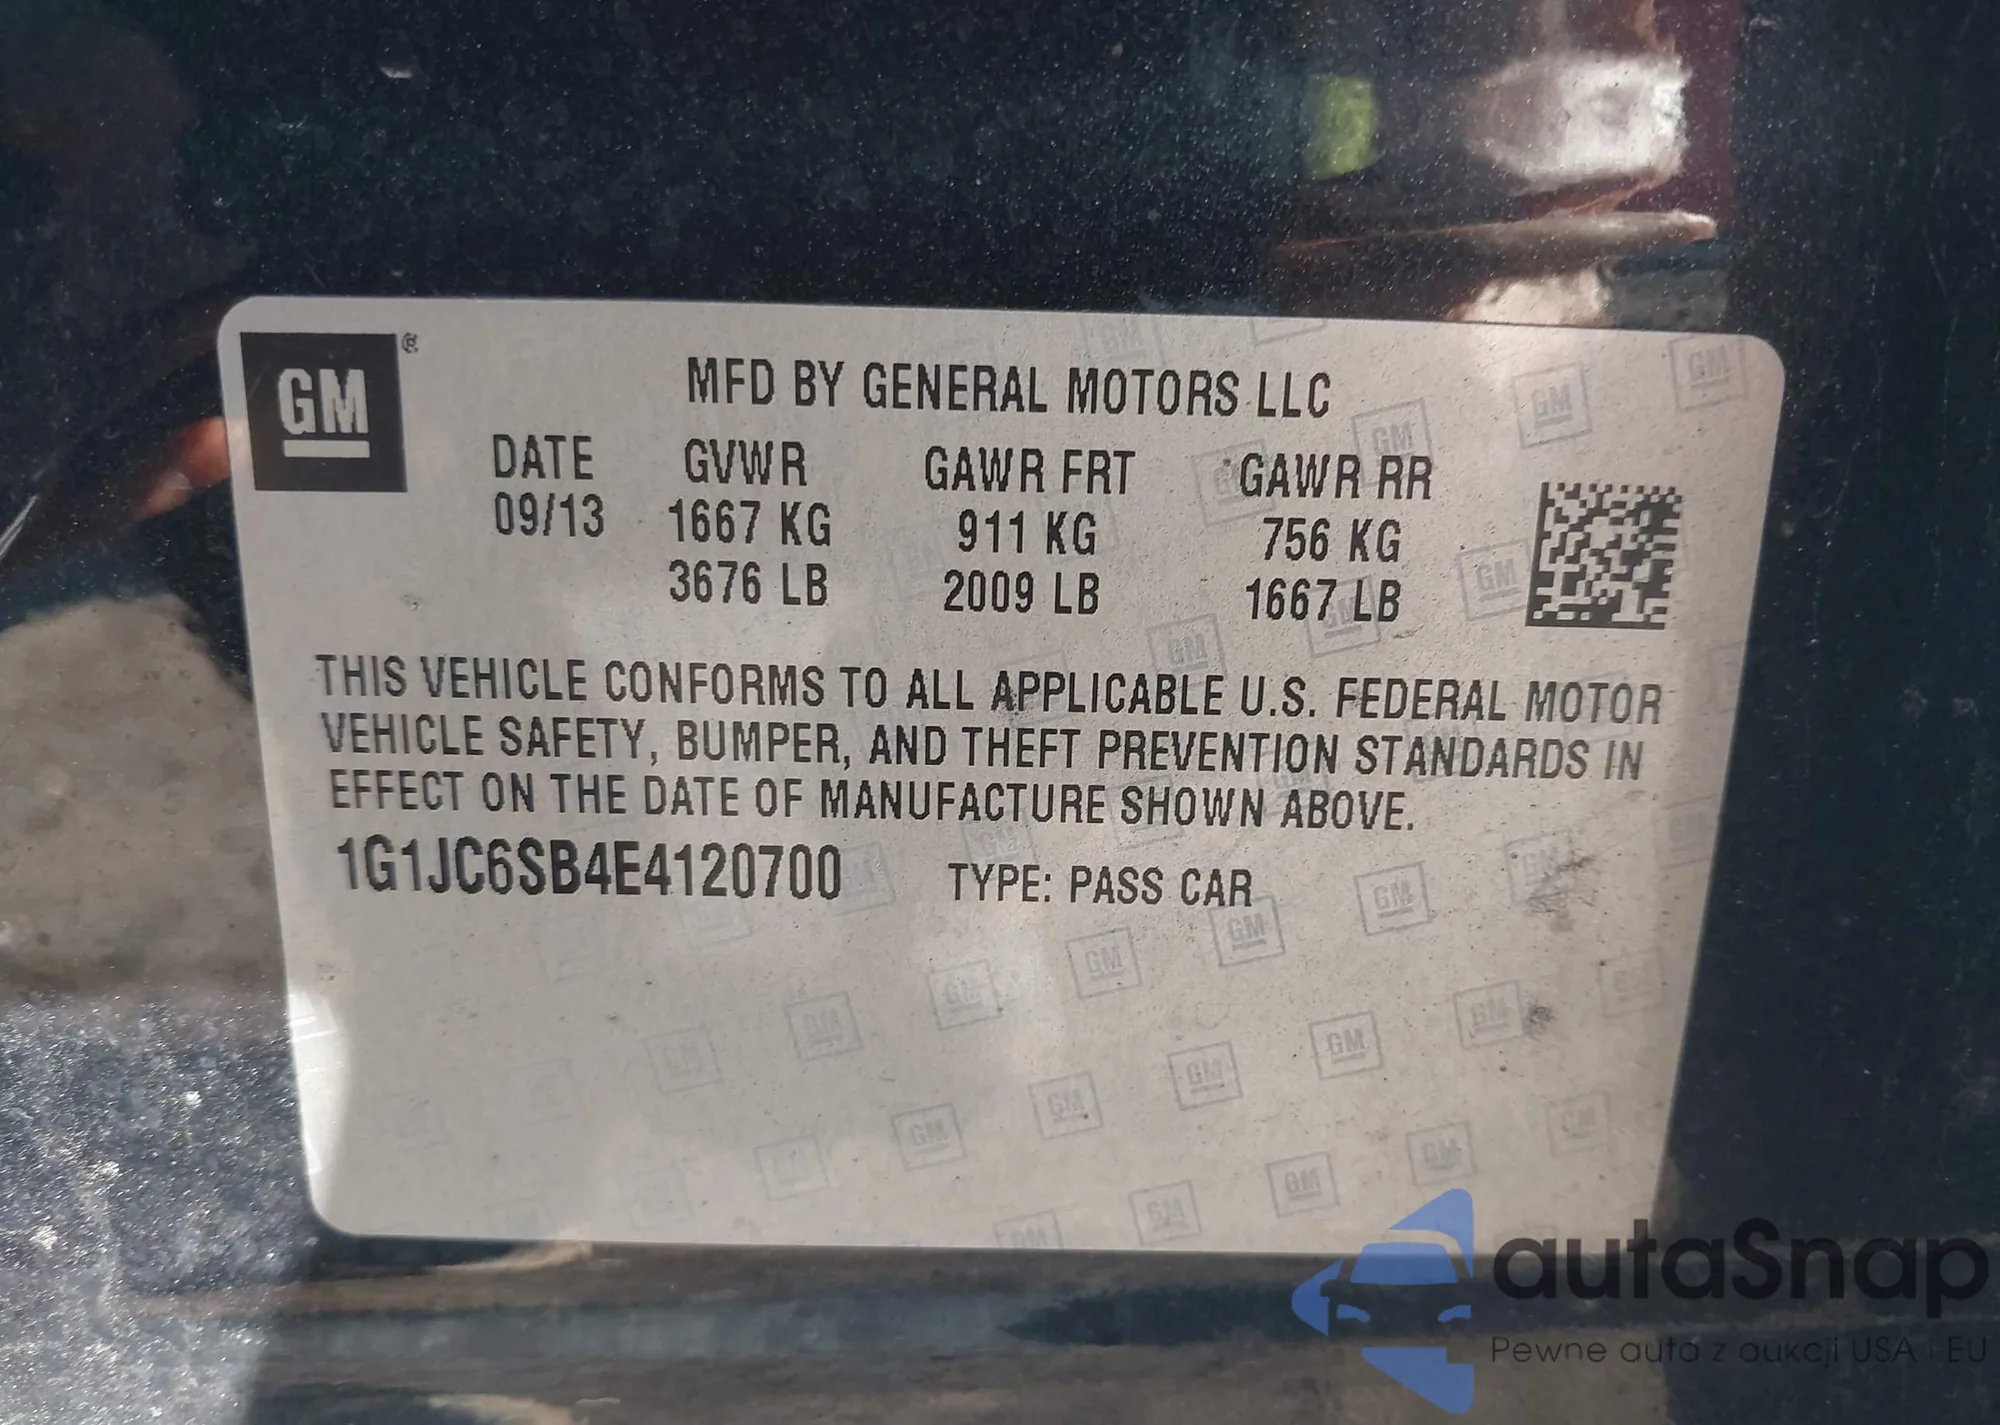 GM®
MFD BY GENERAL MOTORS LLC
DATE GVWR GAWR FRT GAWR RR
09/13 1667 KG 911 KG 756 KG
3676 LB 2009 LB 1667 LB
THIS VEHICLE CONFORMS TO ALL APPLICABLE U.S. FEDERAL MOTOR
VEHICLE SAFETY, BUMPER, AND THEFT PREVENTION STANDARDS IN
EFFECT ON THE DATE OF MANUFACTURE SHOWN ABOVE.
1G1JC6SB4E4120700 TYPE: PASS CAR
autaSnap
Pewne auta z aukcji USA i EU